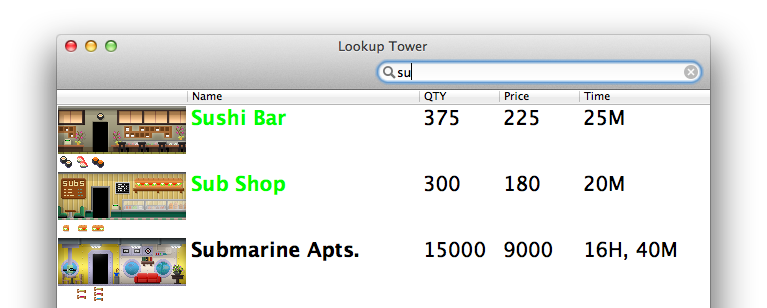 Lookup Tower
su
Name QTY Price Time
Sushi Bar 375 225 25M
SUBS
Sub Shop 300 180 20M
Submarine Apts. 15000 9000 16H, 40M